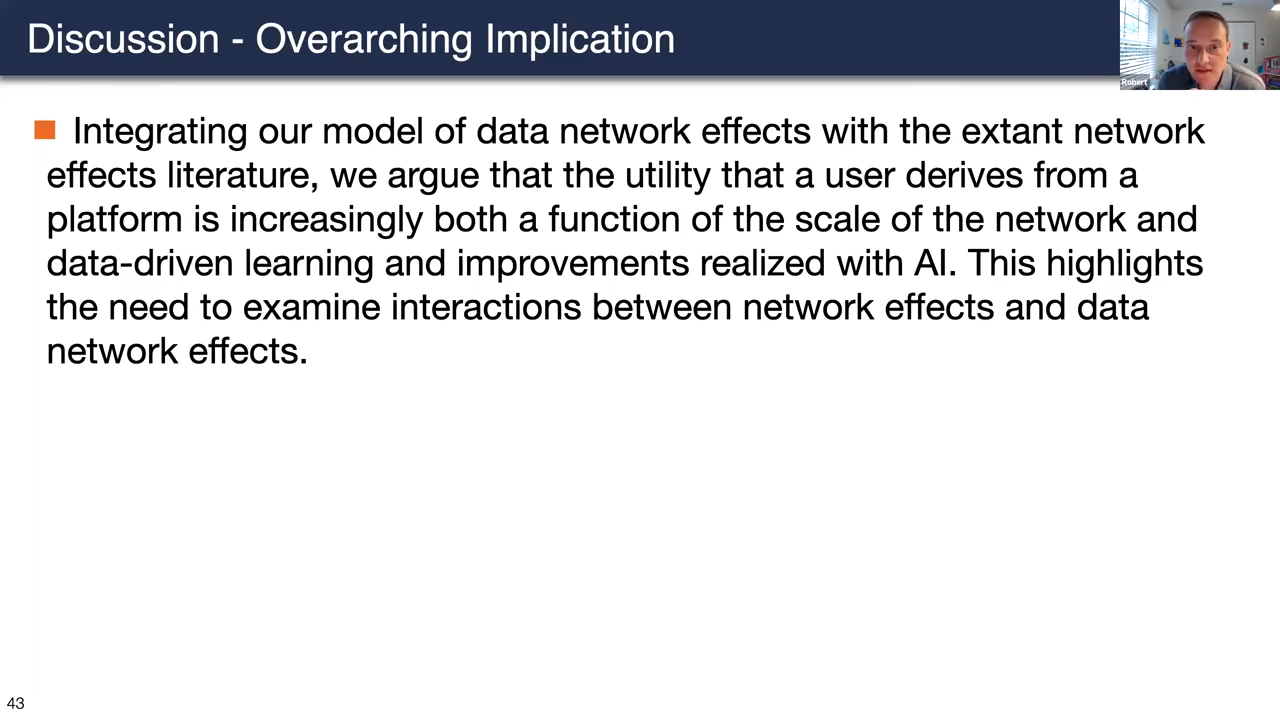 Discussion - Overarching Implication
Robert
Integrating our model of data network effects with the extant network
effects literature, we argue that the utility that a user derives from a
platform is increasingly both a function of the scale of the network and
data-driven learning and improvements realized with AI. This highlights
the need to examine interactions between network effects and data
network effects.
43